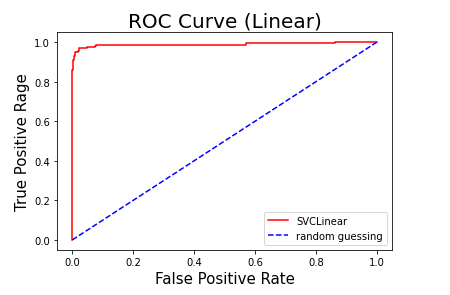 ROC Curve (Linear)
True Positive Rage
1.0
0.8
0.6
0.4
0.2
0.0
0.0 0.2 0.4 0.6 0.8 1.0
False Positive Rate
SVCLinear
random guessing